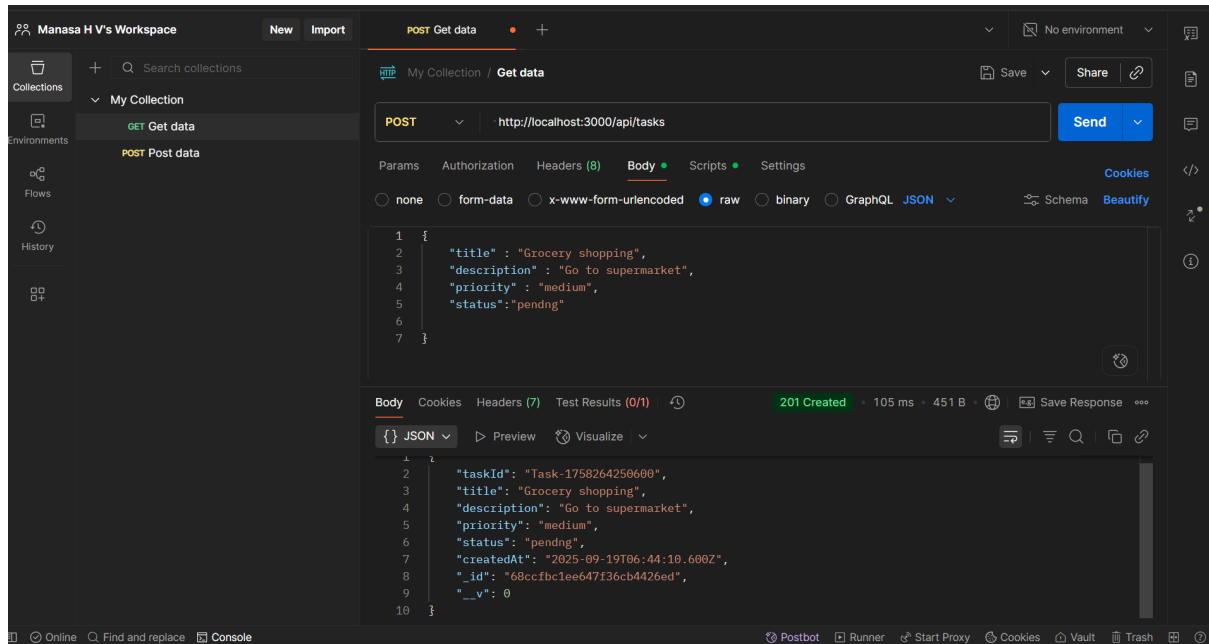 Manasa H V's Workspace New Import
POST Get data
No environment
Collections
Search collections
My Collection
GET Get data
POST Post data
Environments
Flows
History
HTTP My Collection / Get data
Save Share
POST http://localhost:3000/api/tasks Send
Params Authorization Headers (8) Body Scripts Settings Cookies
none form-data x-www-form-urlencoded raw binary GraphQL JSON Schema Beautify
1 {
2 "title" : "Grocery shopping",
3 "description" : "Go to supermarket",
4 "priority" : "medium",
5 "status":"pendng"
6
7 }
Body Cookies Headers (7) Test Results (0/1) 201 Created 105 ms 451 B e.g. Save Response
{} JSON Preview Visualize
1 {
2 "taskId": "Task-1758264250600",
3 "title": "Grocery shopping",
4 "description": "Go to supermarket",
5 "priority": "medium",
6 "status": "pendng",
7 "createdAt": "2025-09-19T06:44:10.600Z",
8 "_id": "68ccfbc1ee647f36cb4426ed",
9 "__v": 0
10 }
Online Find and replace Console Postbot Runner Start Proxy Cookies Vault Trash